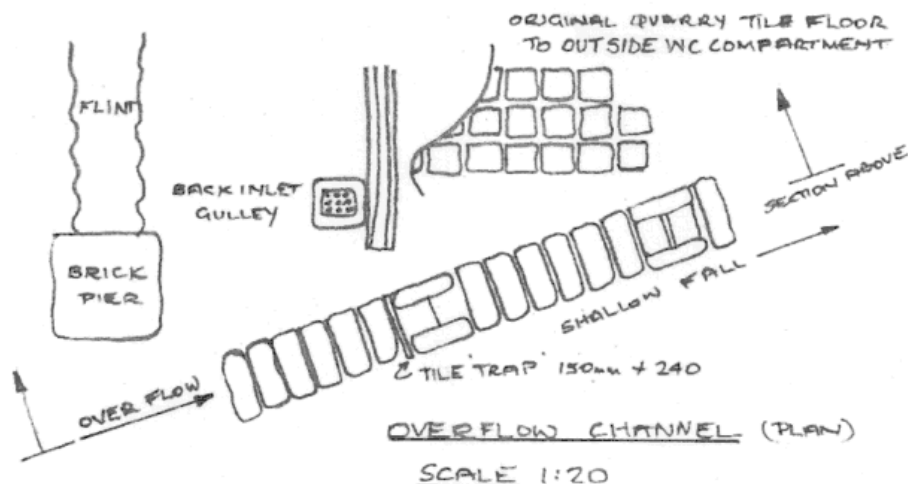 ORIGINAL QUARRY TILE FLOOR
TO OUTSIDE WC COMPARTMENT
FLINT
BACK INLET
GULLEY
SECTION ABOVE
BRICK
PIER
SHALLOW FALL
TILE 'TRAP' 150mm x 240
OVER FLOW
OVERFLOW CHANNEL (PLAN)
SCALE 1:20